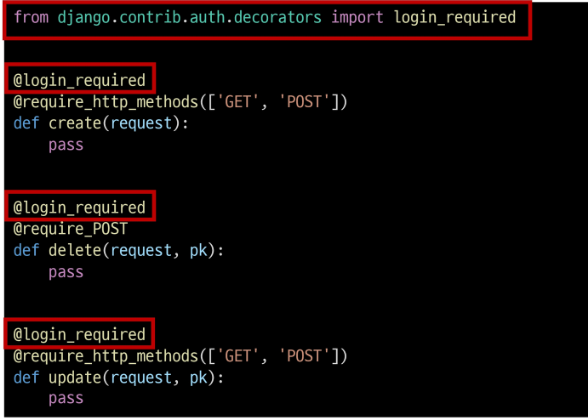 from django.contrib.auth.decorators import login_required
@login_required
@require_http_methods(['GET', 'POST'])
def create(request):
    pass
@login_required
@require_POST
def delete(request, pk):
    pass
@login_required
@require_http_methods(['GET', 'POST'])
def update(request, pk):
    pass